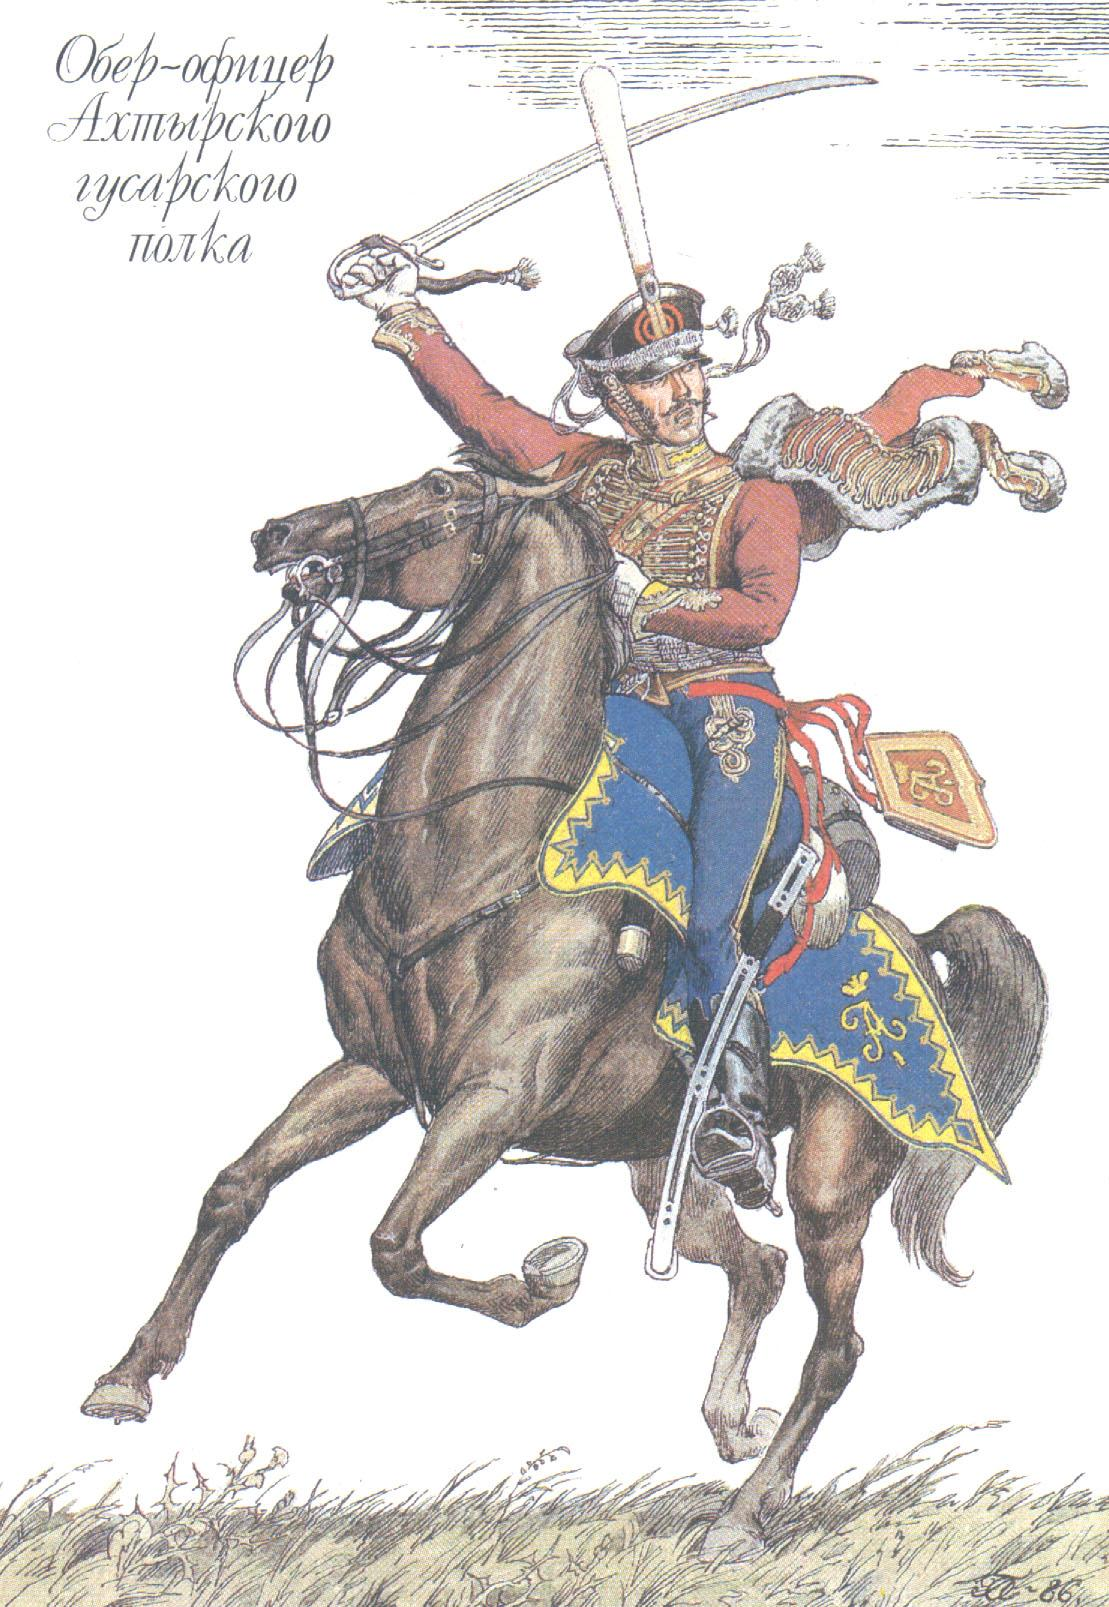 Обер-офицер
Ахтырского
гусарского
полка